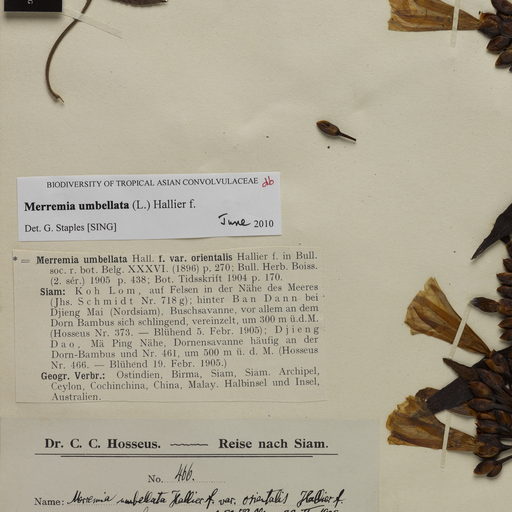 BIODIVERSITY OF TROPICAL ASIAN CONVOLVULACEAE db
Merremia umbellata (L.) Hallier f.
June 2010
Det. G. Staples [SING]
* = Merremia umbellata Hall. f. var. orientalis Hallier f. in Bull.
soc. r. bot. Belg. XXXVI. (1896) p. 270; Bull. Herb. Boiss.
(2. sér.) 1905 p. 438; Bot. Tidsskrift 1904 p. 170.
Siam: Koh Lom, auf Felsen in der Nähe des Meeres
(Jhs. Schmidt Nr. 718 g); hinter Ban Dann bei
Djieng Mai (Nordsiam), Buschsavanne, vor allem an dem
Dorn Bambus sich schlingend, vereinzelt, um 300 m ü.d.M.
(Hosseus Nr. 373. — Blühend 5. Febr. 1905); Djieng
Dao, Mä Ping Nähe, Dornensavanne häufig an der
Dorn-Bambus und Nr. 461, um 500 m ü. d. M. (Hosseus
Nr. 466. — Blühend 19. Febr. 1905.)
Geogr. Verbr.: Ostindien, Birma, Siam, Siam. Archipel,
Ceylon, Cochinchina, China, Malay. Halbinsel und Insel,
Australien.
Dr. C. C. Hosseus. Reise nach Siam.
No. 466.
Name: Merremia umbellata Hallier f. var. orientalis Hallier f.